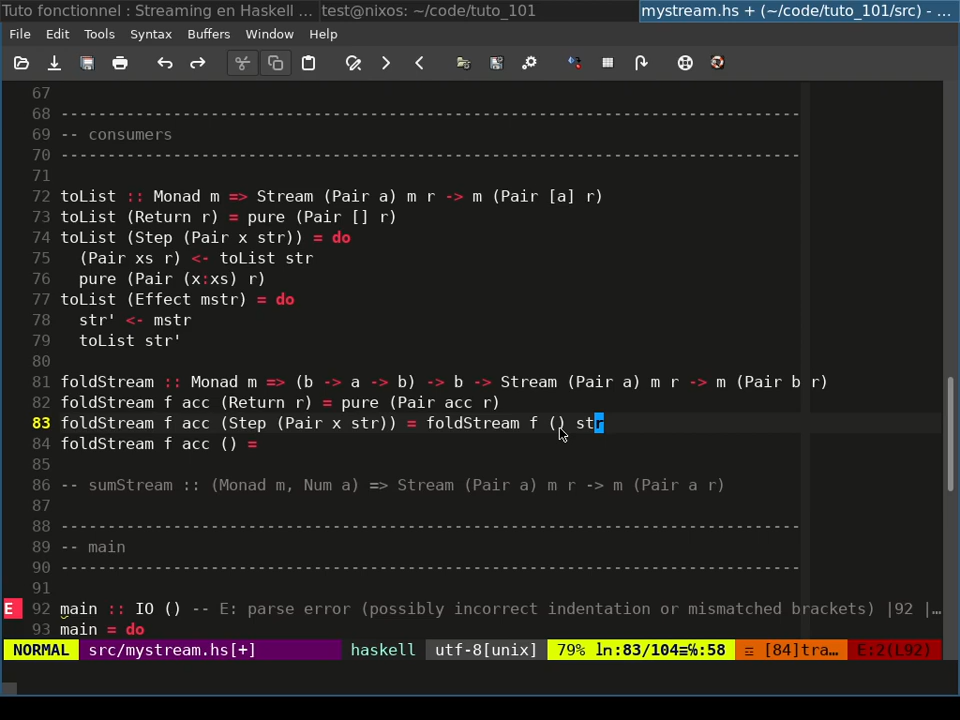 Tuto fonctionnel : Streaming en Haskell ... test@nixos: ~/code/tuto_101 mystream.hs + (~/code/tuto_101/src) - ...
File Edit Tools Syntax Buffers Window Help
67
68 -------------------------------------------------------------------------------
69 -- consumers
70 -------------------------------------------------------------------------------
71
72 toList :: Monad m => Stream (Pair a) m r -> m (Pair [a] r)
73 toList (Return r) = pure (Pair [] r)
74 toList (Step (Pair x str)) = do
75   (Pair xs r) <- toList str
76   pure (Pair (x:xs) r)
77 toList (Effect mstr) = do
78   str' <- mstr
79   toList str'
80
81 foldStream :: Monad m => (b -> a -> b) -> b -> Stream (Pair a) m r -> m (Pair b r)
82 foldStream f acc (Return r) = pure (Pair acc r)
83 foldStream f acc (Step (Pair x str)) = foldStream f () str
84 foldStream f acc () =
85
86 -- sumStream :: (Monad m, Num a) => Stream (Pair a) m r -> m (Pair a r)
87
88 -------------------------------------------------------------------------------
89 -- main
90 -------------------------------------------------------------------------------
91
E 92 main :: IO () -- E: parse error (possibly incorrect indentation or mismatched brackets) |92 |…
93 main = do
NORMAL src/mystream.hs[+] haskell utf-8[unix] 79% ln:83/104≡℅:58 ☲ [84]tra… E:2(L92)